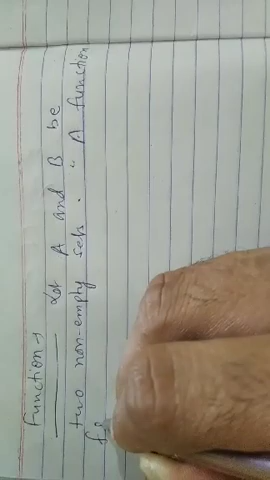 Function →
Let A and B be
two non-empty sets. " A function
f